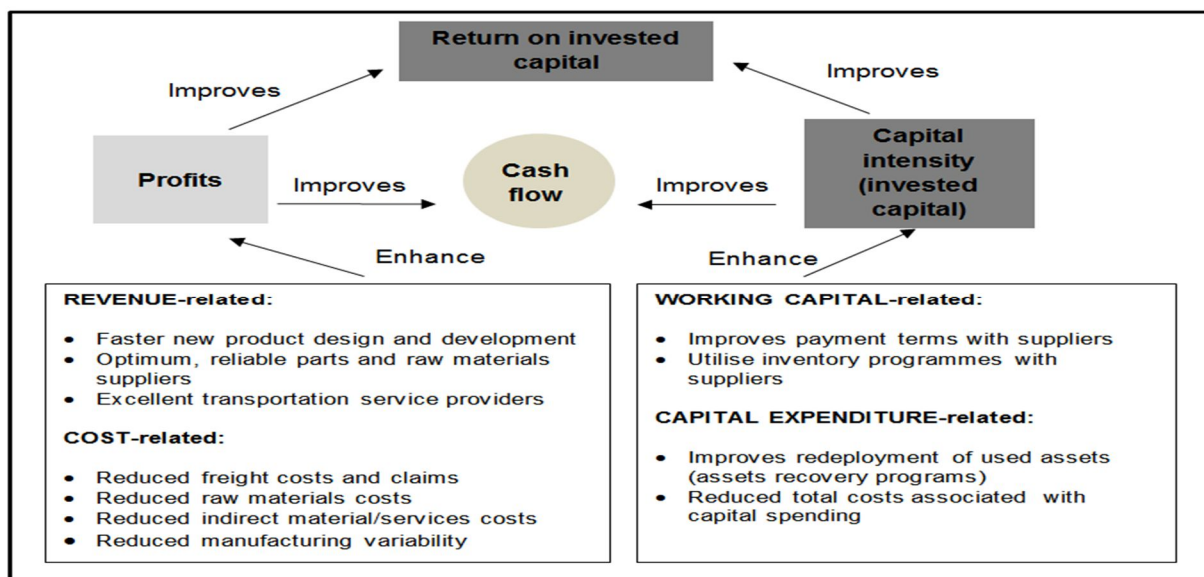 Return on invested
capital
Improves
Improves
Profits
Improves
Cash
flow
Improves
Capital
intensity
(invested
capital)
Enhance
Enhance
REVENUE-related:
● Faster new product design and development
● Optimum, reliable parts and raw materials
suppliers
● Excellent transportation service providers
COST-related:
● Reduced freight costs and claims
● Reduced raw materials costs
● Reduced indirect material/services costs
● Reduced manufacturing variability
WORKING CAPITAL-related:
● Improves payment terms with suppliers
● Utilise inventory programmes with
suppliers
CAPITAL EXPENDITURE-related:
● Improves redeployment of used assets
(assets recovery programs)
● Reduced total costs associated with
capital spending